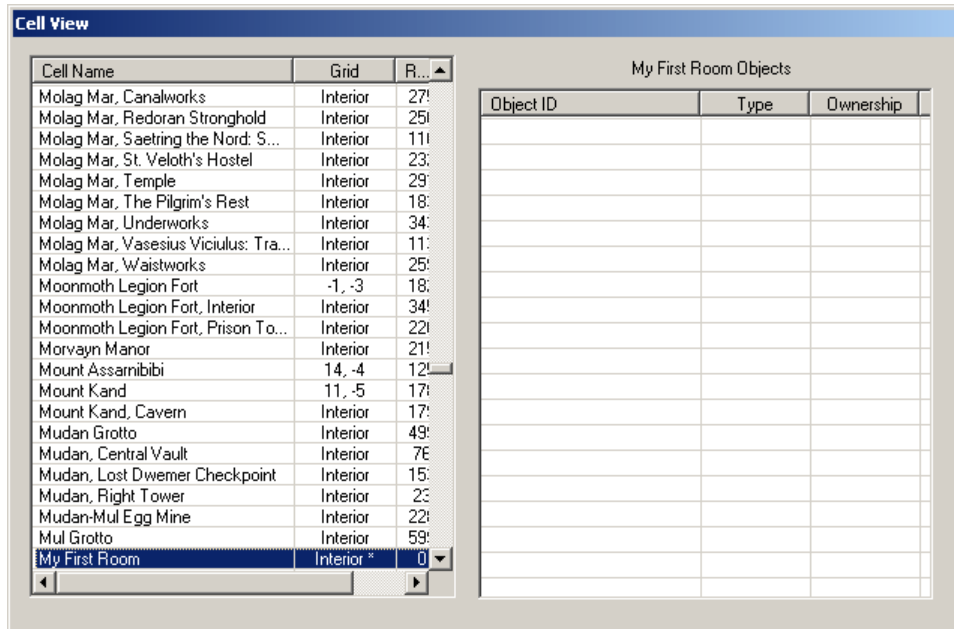 Cell View
Cell Name Grid R...
Molag Mar, Canalworks Interior
Molag Mar, Redoran Stronghold Interior
Molag Mar, Saetring the Nord: S... Interior
Molag Mar, St. Veloth's Hostel Interior
Molag Mar, Temple Interior
Molag Mar, The Pilgrim's Rest Interior
Molag Mar, Underworks Interior
Molag Mar, Vasesius Viciulus: Tra... Interior
Molag Mar, Waistworks Interior
Moonmoth Legion Fort -1, -3
Moonmoth Legion Fort, Interior Interior
Moonmoth Legion Fort, Prison To... Interior
Morvayn Manor Interior
Mount Assarnibibi 14, -4
Mount Kand 11, -5
Mount Kand, Cavern Interior
Mudan Grotto Interior
Mudan, Central Vault Interior
Mudan, Lost Dwemer Checkpoint Interior
Mudan, Right Tower Interior
Mudan-Mul Egg Mine Interior
Mul Grotto Interior
My First Room Interior * 0
My First Room Objects
Object ID Type Ownership